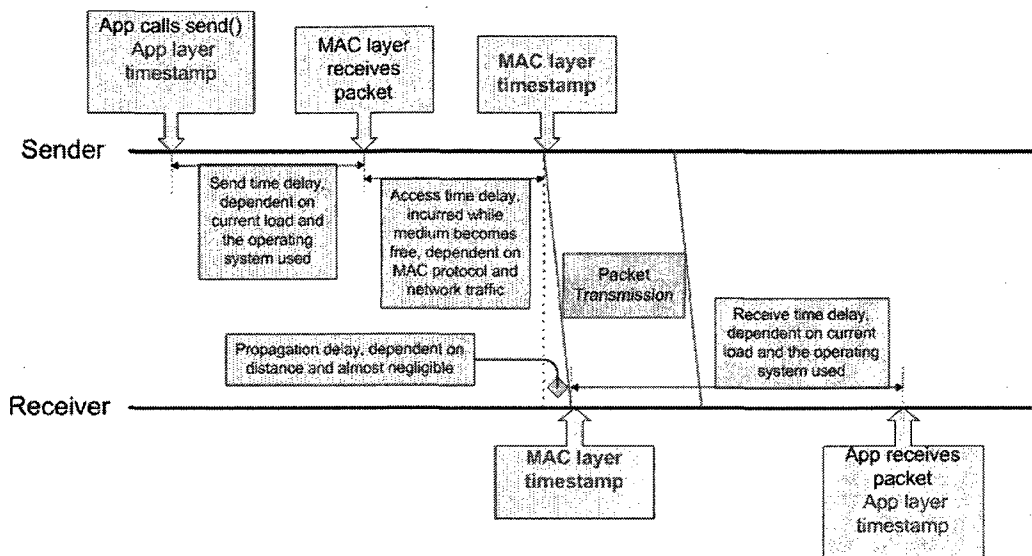 App calls send()
App layer
timestamp
MAC layer
receives
packet
MAC layer
timestamp
Sender
Send time delay,
dependent on
current load and
the operating
system used
Access time delay,
incurred while
medium becomes
free, dependent on
MAC protocol and
network traffic
Packet
Transmission
Receive time delay,
dependent on current
load and the operating
system used
Propagation delay, dependent on
distance and almost negligible
Receiver
MAC layer
timestamp
App receives
packet
App layer
timestamp